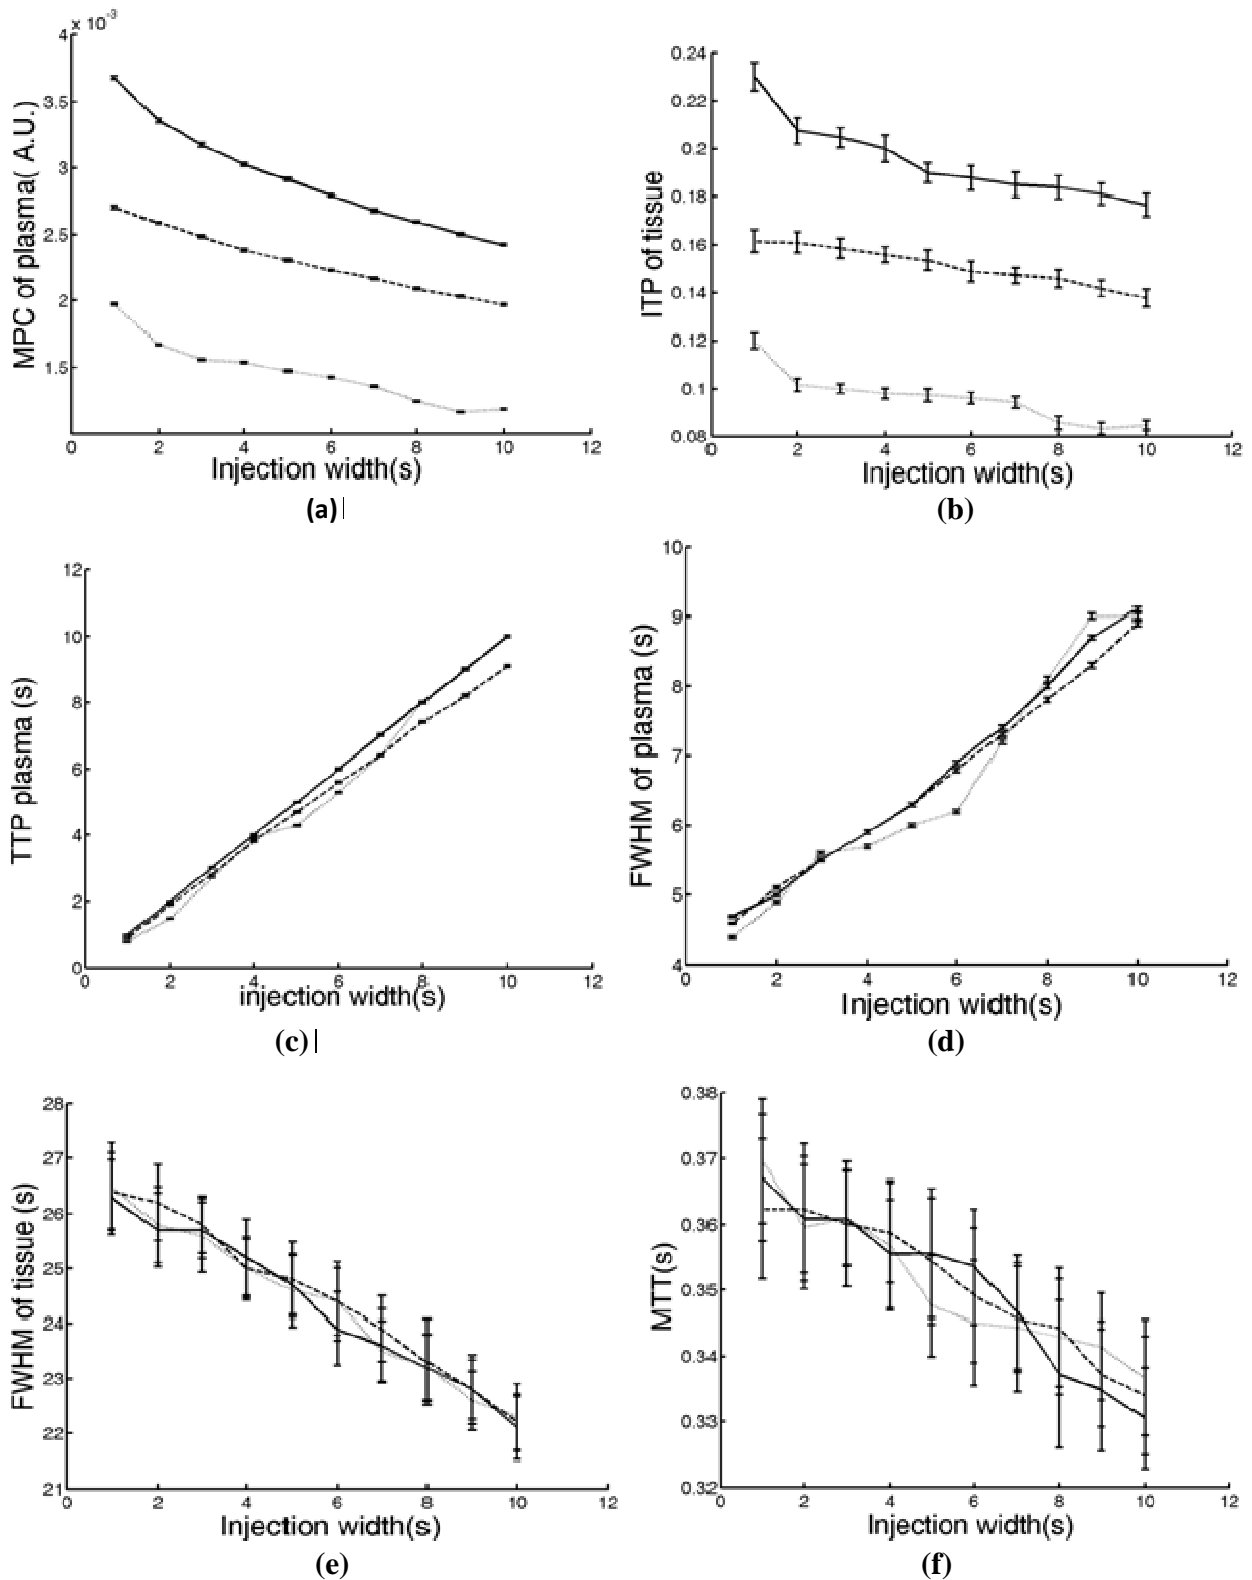 4 x 10⁻³
3.5
3
2.5
2
1.5
0 2 4 6 8 10 12
MPC of plasma( A.U.)
Injection width(s)
(a)
0.24
0.22
0.2
0.18
0.16
0.14
0.12
0.1
0.08
0 2 4 6 8 10 12
ITP of tissue
Injection width(s)
(b)
12
10
8
6
4
2
0
0 2 4 6 8 10 12
TTP plasma (s)
injection width(s)
(c)
10
9
8
7
6
5
4
0 2 4 6 8 10 12
FWHM of plasma (s)
Injection width(s)
(d)
28
27
26
25
24
23
22
21
0 2 4 6 8 10 12
FWHM of tissue (s)
Injection width(s)
(e)
0.38
0.37
0.36
0.35
0.34
0.33
0.32
0 2 4 6 8 10 12
MTT(s)
Injection width(s)
(f)